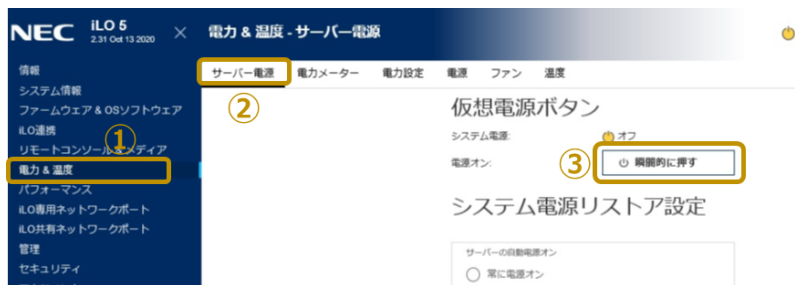 NEC iLO 5
2.31 Oct 13 2020
電力 & 温度 - サーバー電源
情報
システム情報
ファームウェア & OSソフトウェア
iLO連携
①
リモートコンソール & メディア
電力 & 温度
パフォーマンス
iLO専用ネットワークポート
iLO共有ネットワークポート
管理
セキュリティ
サーバー電源 電力メーター 電力設定 電源 ファン 温度
②
仮想電源ボタン
システム電源: オフ
電源オン: ③ 瞬間的に押す
システム電源リストア設定
サーバーの自動電源オン
常に電源オン